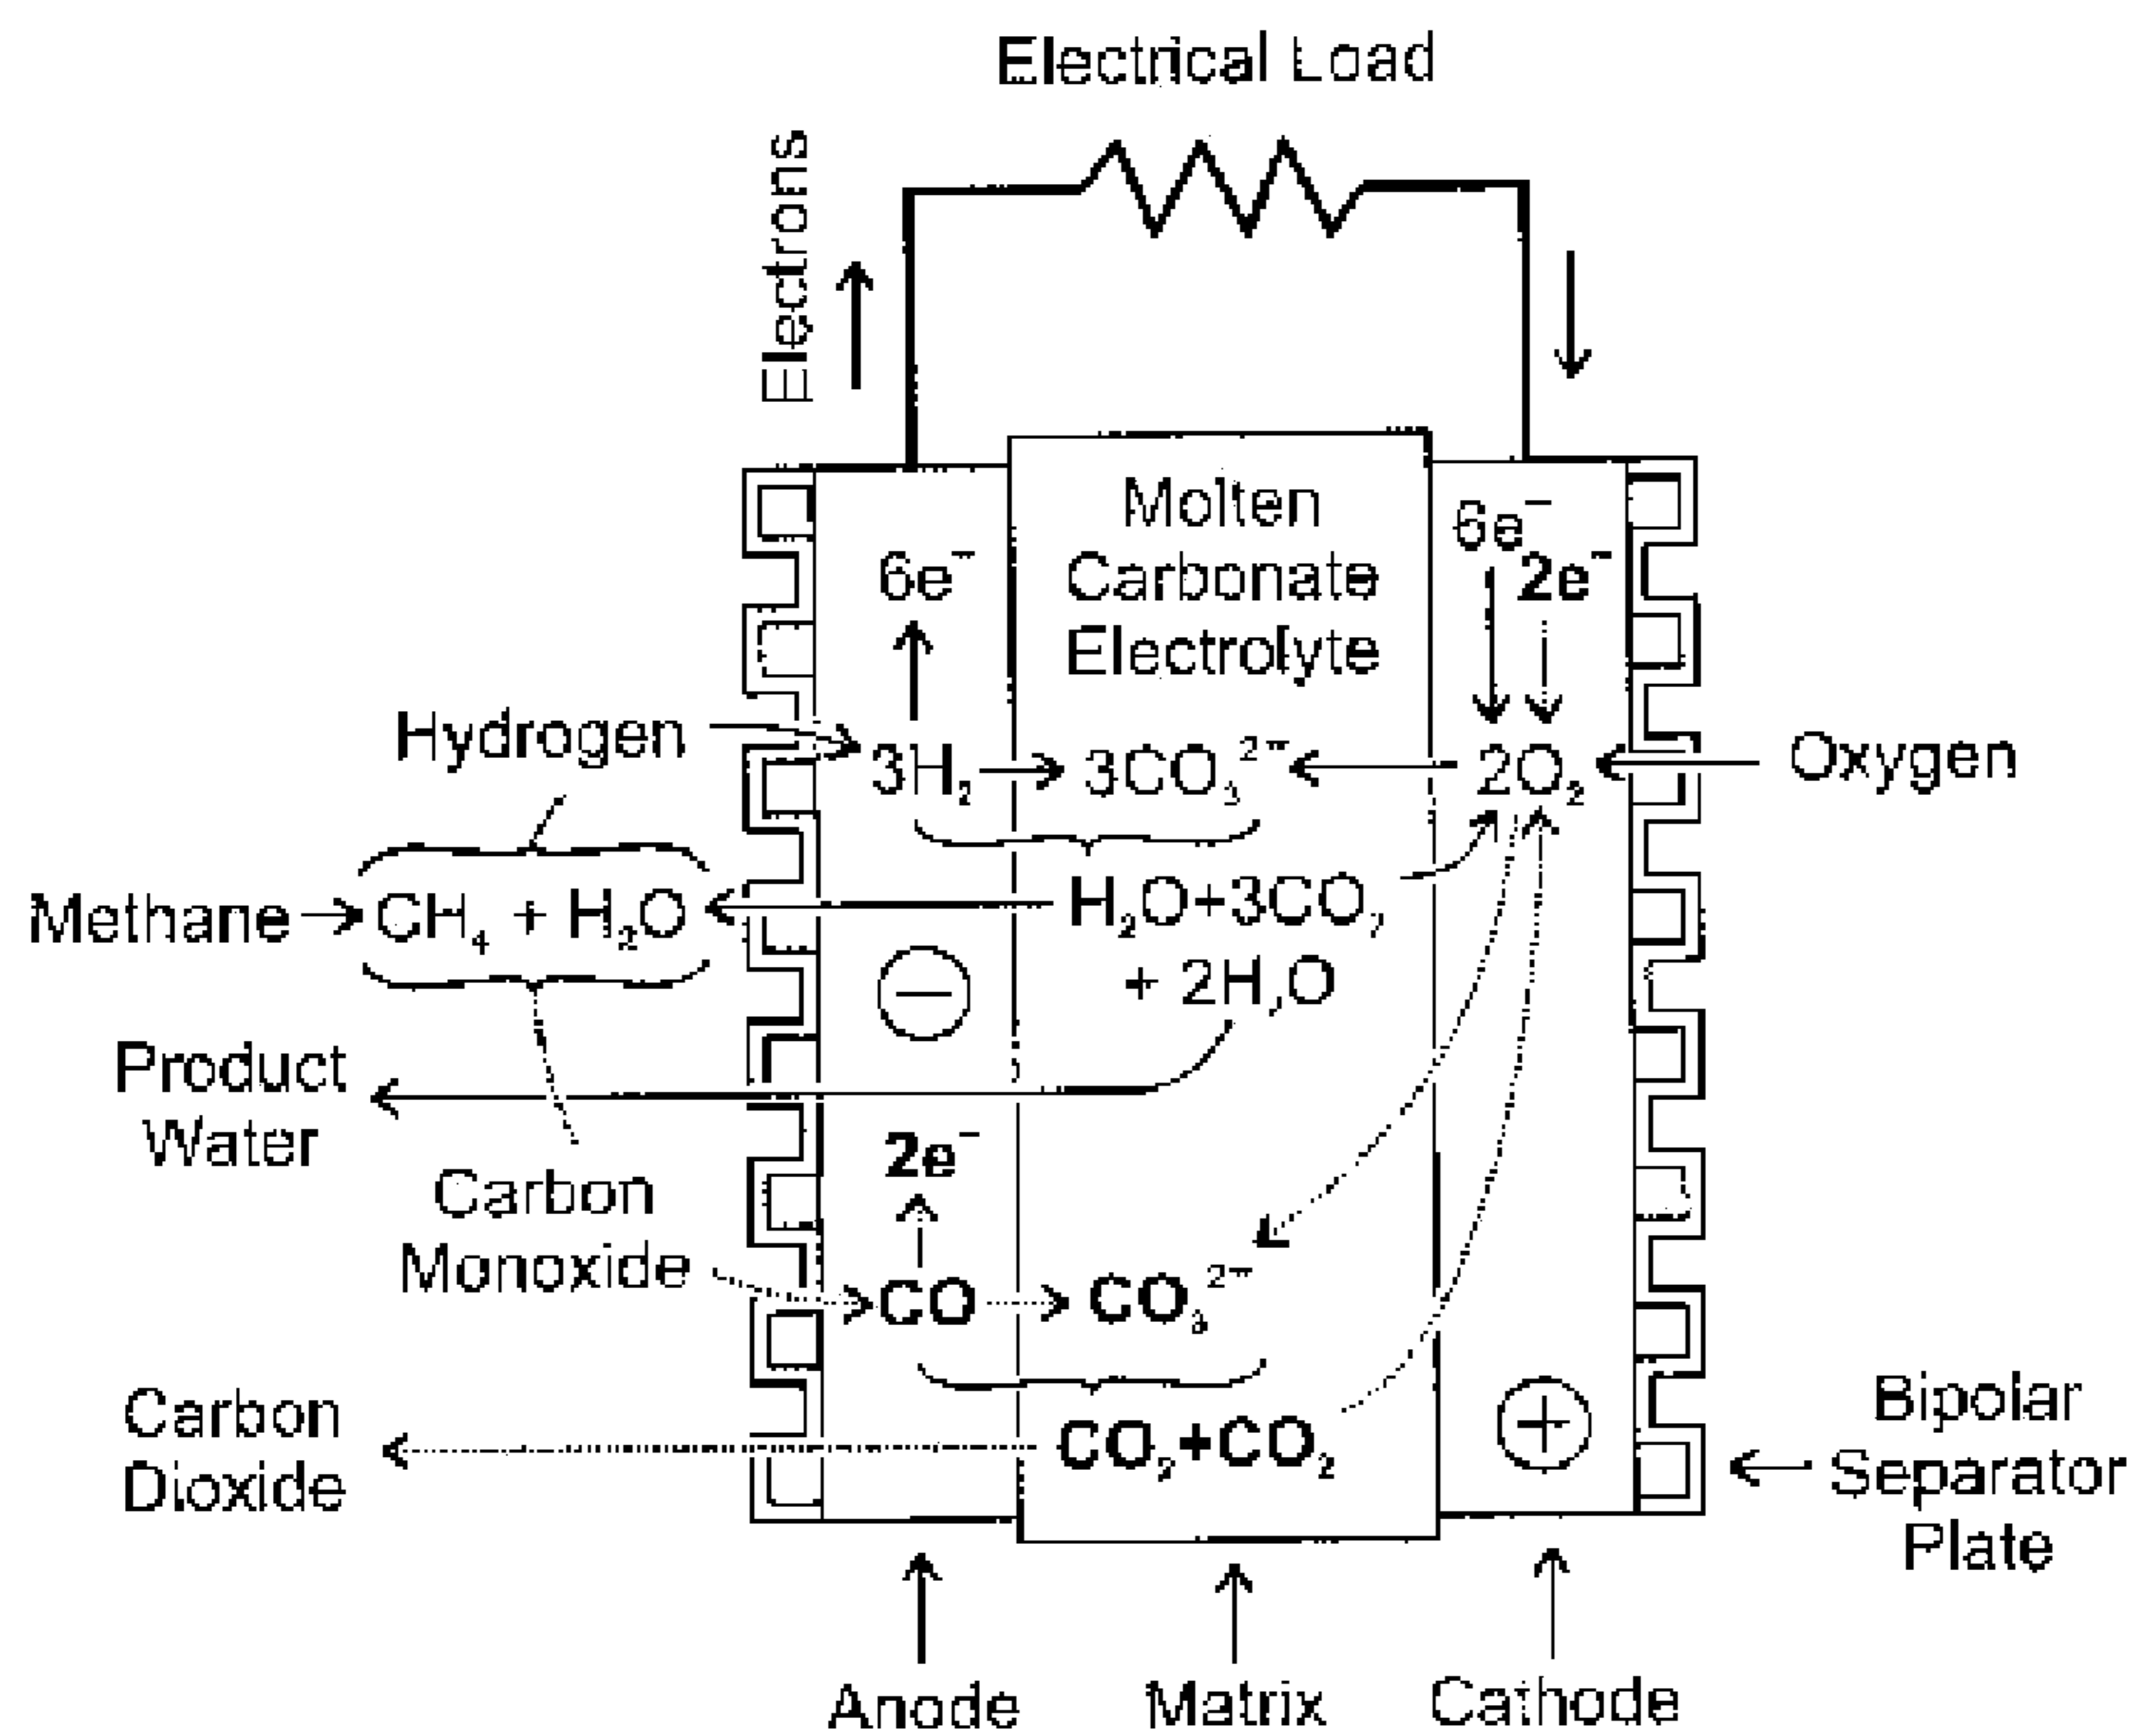 Electrical Load
Electrons
Molten
Carbonate
Electrolyte
6e⁻
6e⁻
2e⁻
Hydrogen
3H₂
3CO₃²⁻
2O₂
Oxygen
Methane
CH₄ + H₂O
H₂O+3CO₂
+ 2H₂O
−
Product
Water
2e⁻
Carbon
Monoxide
CO
CO₃²⁻
Carbon
Dioxide
CO₂+CO₂
+
Bipolar
Separator
Plate
Anode
Matrix
Cathode